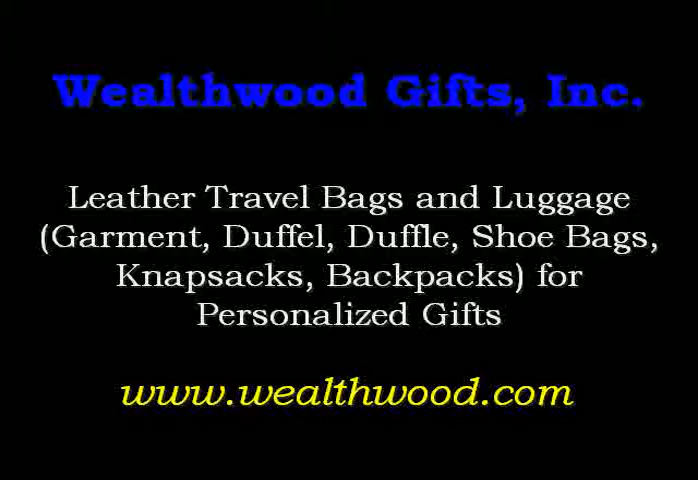 Wealthwood Gifts, Inc.
Leather Travel Bags and Luggage
(Garment, Duffel, Duffle, Shoe Bags,
Knapsacks, Backpacks) for
Personalized Gifts
www.wealthwood.com